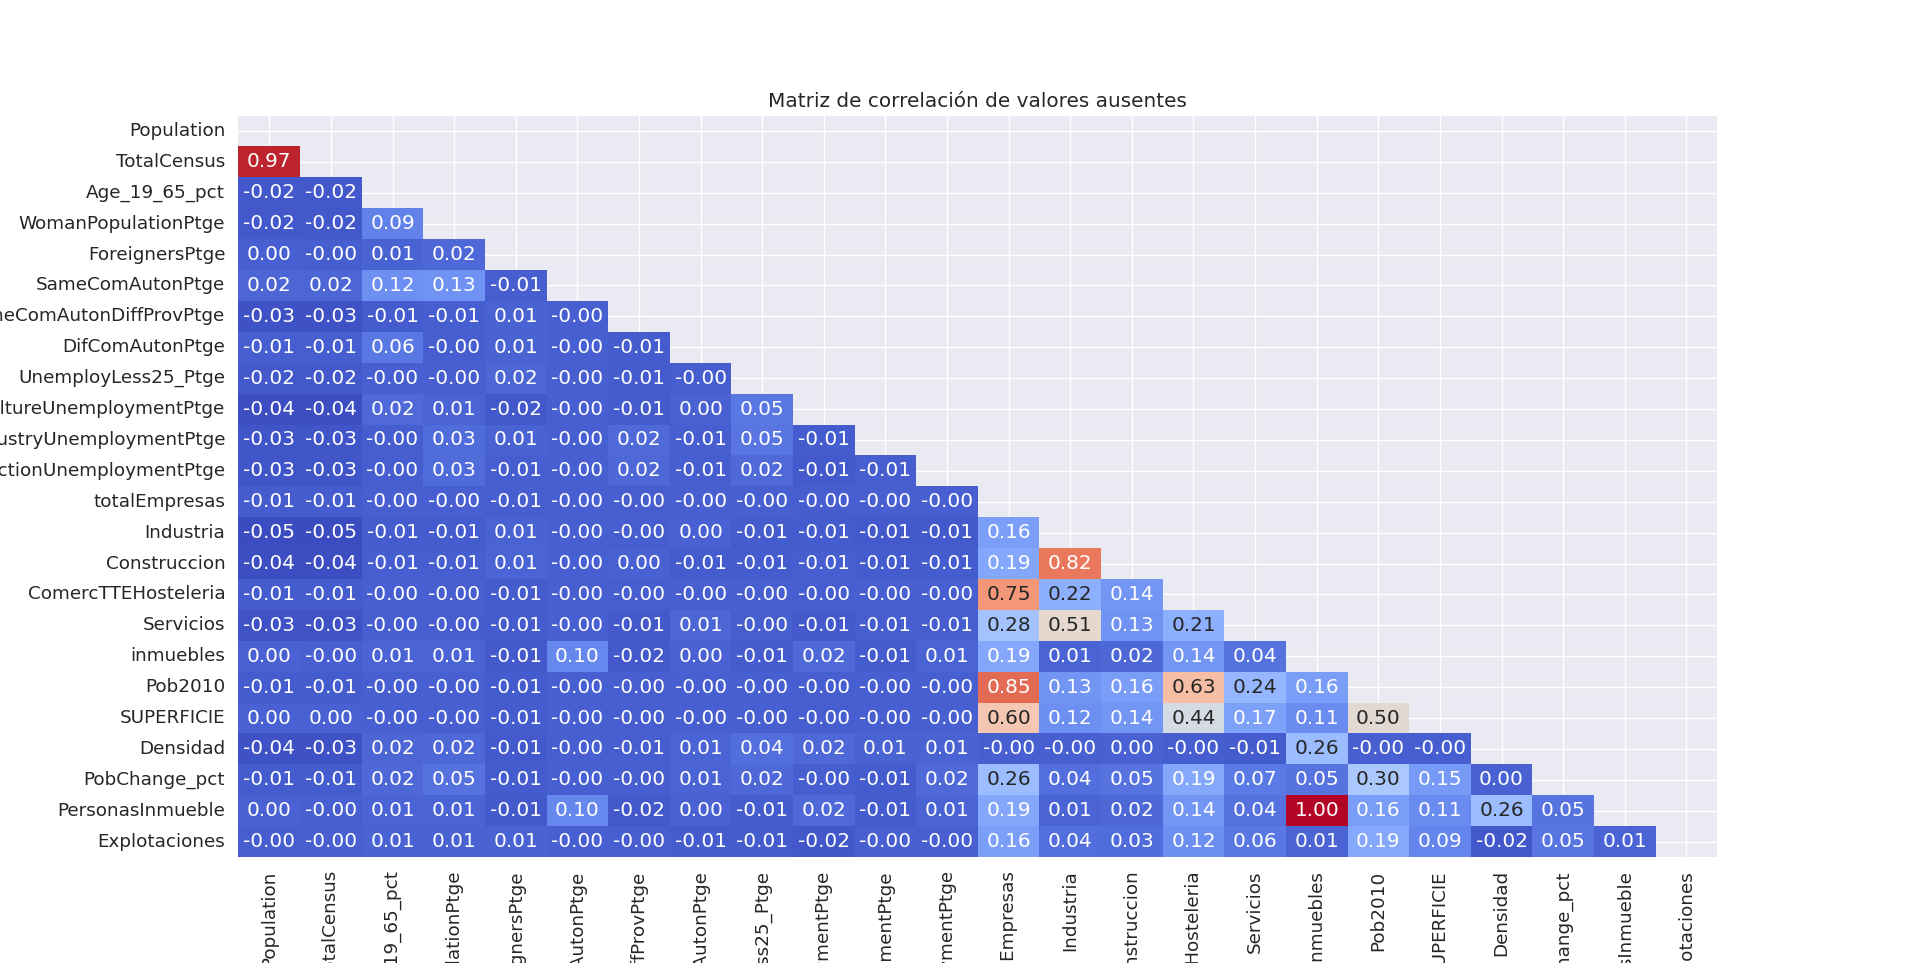 Matriz de correlación de valores ausentes
Population
TotalCensus 0.97
Age_19_65_pct -0.02 -0.02
WomanPopulationPtge -0.02 -0.02 0.09
ForeignersPtge 0.00 -0.00 0.01 0.02
SameComAutonPtge 0.02 0.02 0.12 0.13 -0.01
neComAutonDiffProvPtge -0.03 -0.03 -0.01 -0.01 0.01 -0.00
DifComAutonPtge -0.01 -0.01 0.06 -0.00 0.01 -0.00 -0.01
UnemployLess25_Ptge -0.02 -0.02 -0.00 -0.00 0.02 -0.00 -0.01 -0.00
ltureUnemploymentPtge -0.04 -0.04 0.02 0.01 -0.02 -0.00 -0.01 0.00 0.05
ustryUnemploymentPtge -0.03 -0.03 -0.00 0.03 0.01 -0.00 0.02 -0.01 0.05 -0.01
ctionUnemploymentPtge -0.03 -0.03 -0.00 0.03 -0.01 -0.00 0.02 -0.01 0.02 -0.01 -0.01
totalEmpresas -0.01 -0.01 -0.00 -0.00 -0.01 -0.00 -0.00 -0.00 -0.00 -0.00 -0.00 -0.00
Industria -0.05 -0.05 -0.01 -0.01 0.01 -0.00 -0.00 0.00 -0.01 -0.01 -0.01 -0.01 0.16
Construccion -0.04 -0.04 -0.01 -0.01 0.01 -0.00 0.00 -0.01 -0.01 -0.01 -0.01 -0.01 0.19 0.82
ComercTTEHosteleria -0.01 -0.01 -0.00 -0.00 -0.01 -0.00 -0.00 -0.00 -0.00 -0.00 -0.00 -0.00 0.75 0.22 0.14
Servicios -0.03 -0.03 -0.00 -0.00 -0.01 -0.00 -0.01 0.01 -0.00 -0.01 -0.01 -0.01 0.28 0.51 0.13 0.21
inmuebles 0.00 -0.00 0.01 0.01 -0.01 0.10 -0.02 0.00 -0.01 0.02 -0.01 0.01 0.19 0.01 0.02 0.14 0.04
Pob2010 -0.01 -0.01 -0.00 -0.00 -0.01 -0.00 -0.00 -0.00 -0.00 -0.00 -0.00 -0.00 0.85 0.13 0.16 0.63 0.24 0.16
SUPERFICIE 0.00 0.00 -0.00 -0.00 -0.01 -0.00 -0.00 -0.00 -0.00 -0.00 -0.00 -0.00 0.60 0.12 0.14 0.44 0.17 0.11 0.50
Densidad -0.04 -0.03 0.02 0.02 -0.01 -0.00 -0.01 0.01 0.04 0.02 0.01 0.01 -0.00 -0.00 0.00 -0.00 -0.01 0.26 -0.00 -0.00
PobChange_pct -0.01 -0.01 0.02 0.05 -0.01 -0.00 -0.00 0.01 0.02 -0.00 -0.01 0.02 0.26 0.04 0.05 0.19 0.07 0.05 0.30 0.15 0.00
PersonasInmueble 0.00 -0.00 0.01 0.01 -0.01 0.10 -0.02 0.00 -0.01 0.02 -0.01 0.01 0.19 0.01 0.02 0.14 0.04 1.00 0.16 0.11 0.26 0.05
Explotaciones -0.00 -0.00 0.01 0.01 0.01 -0.00 -0.00 -0.01 -0.01 -0.02 -0.00 -0.00 0.16 0.04 0.03 0.12 0.06 0.01 0.19 0.09 -0.02 0.05 0.01
Population
otalCensus
19_65_pct
lationPtge
gnersPtge
AutonPtge
ffProvPtge
AutonPtge
ss25_Ptge
mentPtge
mentPtge
mentPtge
Empresas
Industria
nstruccion
Hosteleria
Servicios
nmuebles
Pob2010
UPERFICIE
Densidad
hange_pct
sInmueble
otaciones